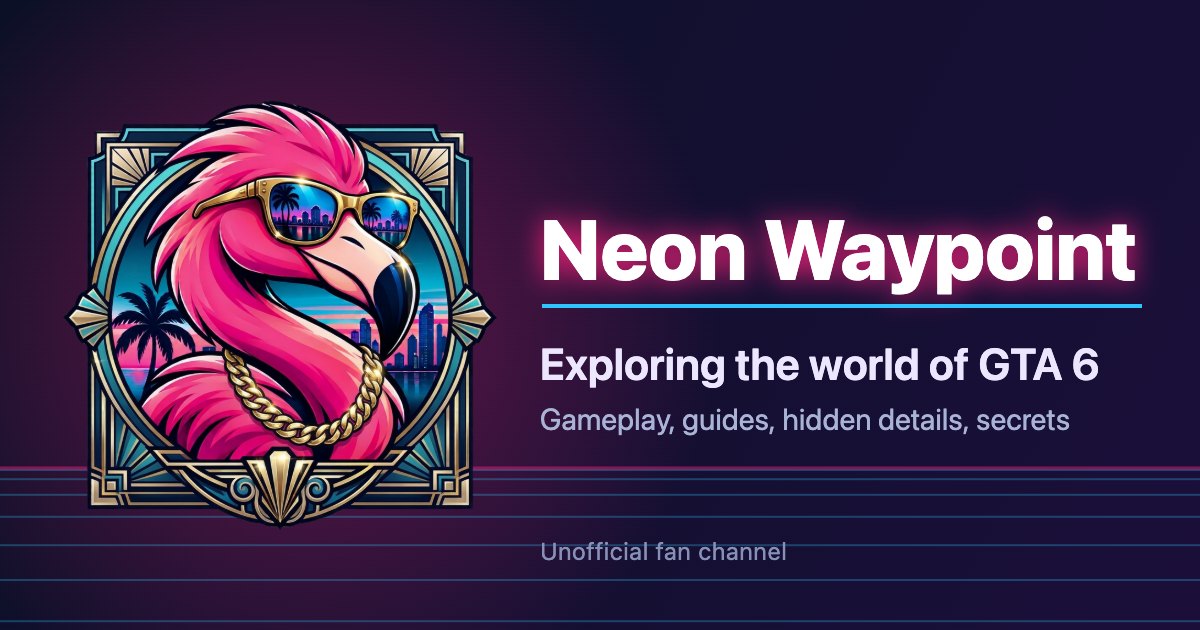 Neon Waypoint
Exploring the world of GTA 6
Gameplay, guides, hidden details, secrets
Unofficial fan channel